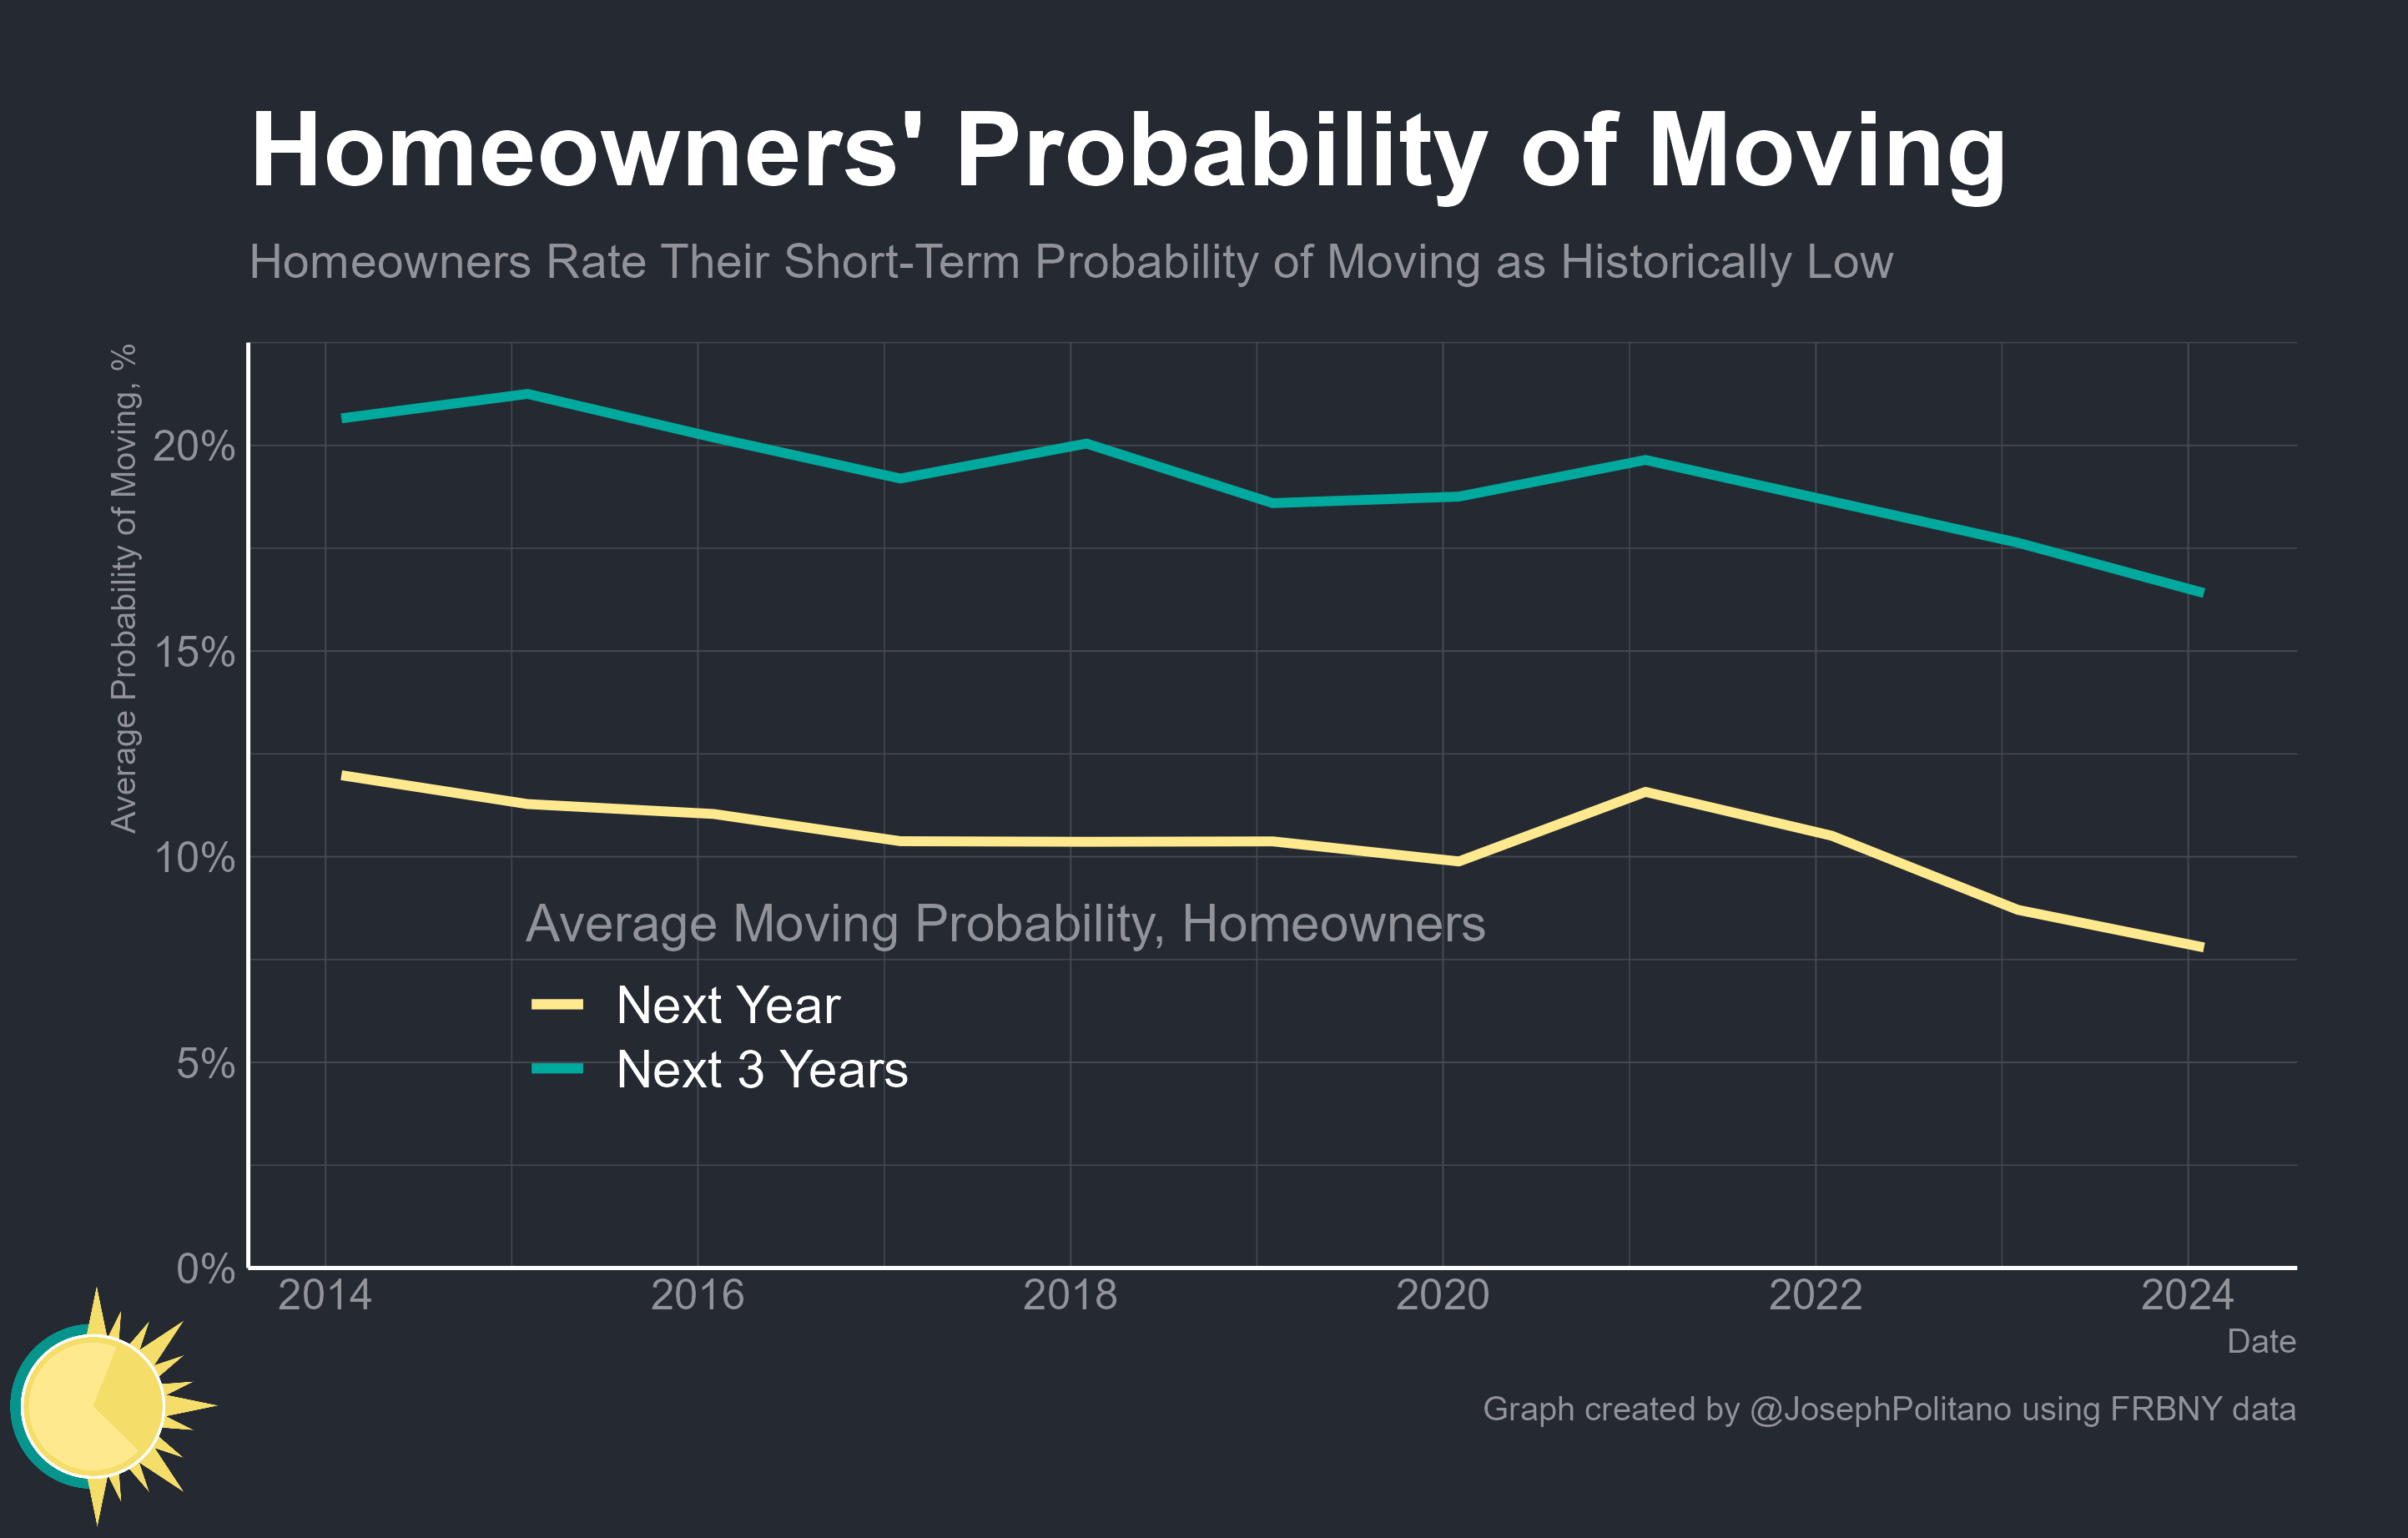 Homeowners' Probability of Moving
Homeowners Rate Their Short-Term Probability of Moving as Historically Low
Average Probability of Moving, %
20%
15%
10%
5%
0%
Average Moving Probability, Homeowners
Next Year
Next 3 Years
2014 2016 2018 2020 2022 2024
Date
Graph created by @JosephPolitano using FRBNY data